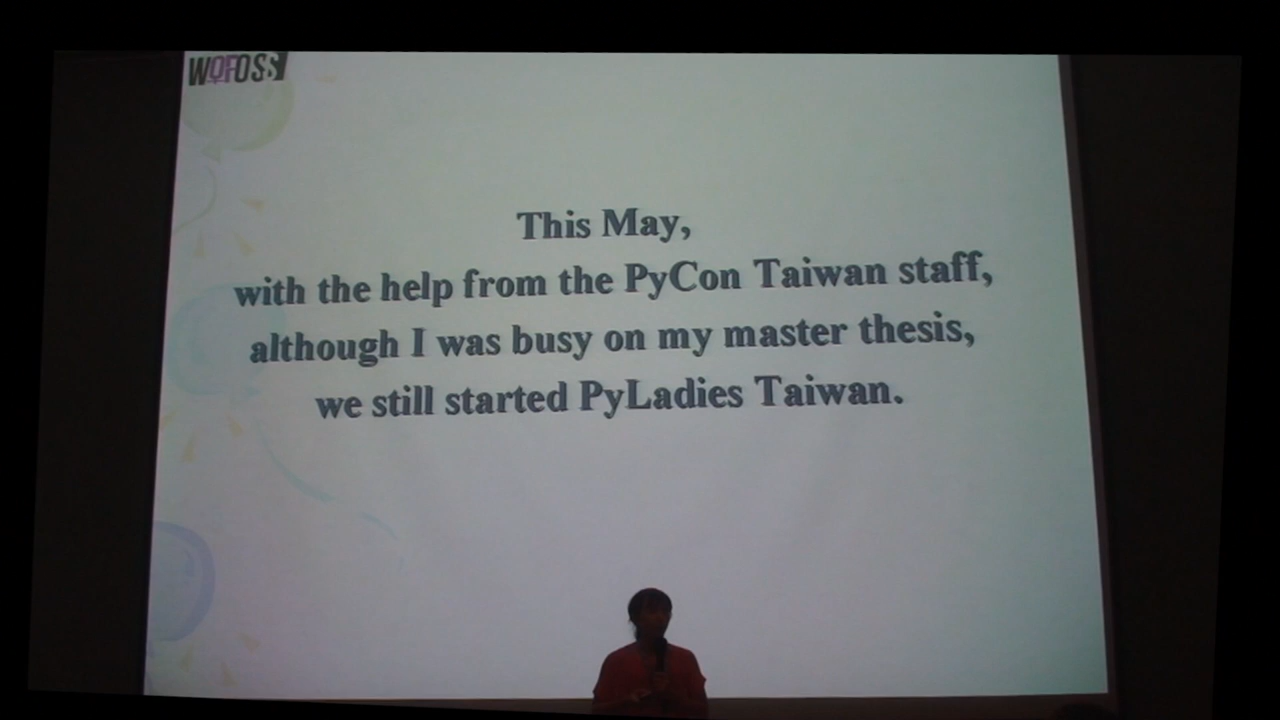 WOFOSS
This May,
with the help from the PyCon Taiwan staff,
although I was busy on my master thesis,
we still started PyLadies Taiwan.